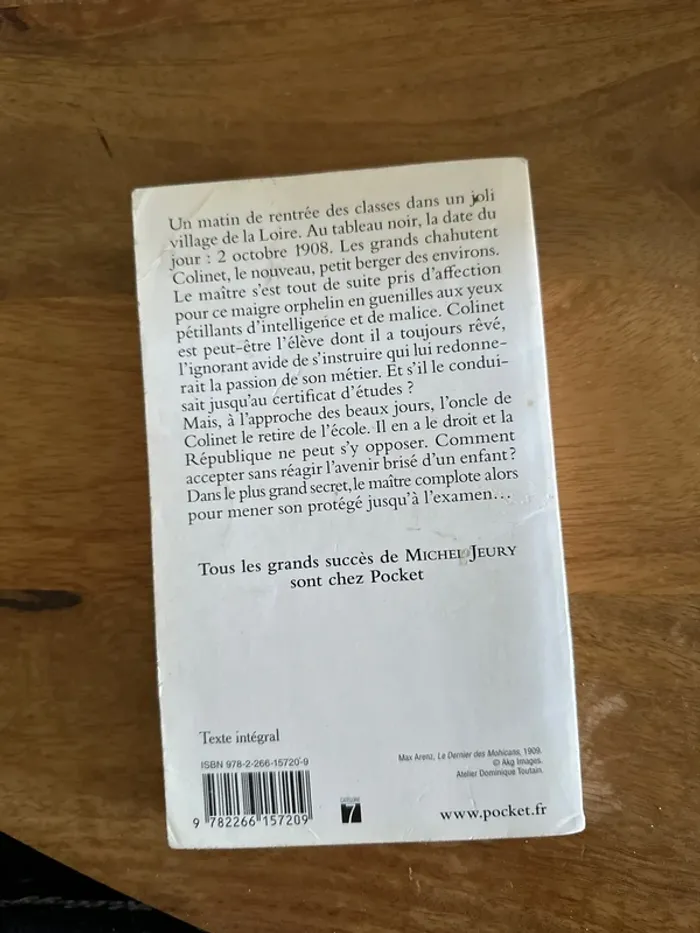 Un matin de rentrée des classes dans un joli
village de la Loire. Au tableau noir, la date du
jour : 2 octobre 1908. Les grands chahutent
Colinet, le nouveau, petit berger des environs.
Le maître s'est tout de suite pris d'affection
pour ce maigre orphelin en guenilles aux yeux
pétillants d'intelligence et de malice. Colinet
est peut-être l'élève dont il a toujours rêvé,
l'ignorant avide de s'instruire qui lui redonne-
rait la passion de son métier. Et s'il le condui-
sait jusqu'au certificat d'études ?
Mais, à l'approche des beaux jours, l'oncle de
Colinet le retire de l'école. Il en a le droit et la
République ne peut s'y opposer. Comment
accepter sans réagir l'avenir brisé d'un enfant ?
Dans le plus grand secret, le maître complote alors
pour mener son protégé jusqu'à l'examen…
Tous les grands succès de MICHEL JEURY
sont chez Pocket
Texte intégral
ISBN 978-2-266-15720-9
9 782266 157209
Max Arenz, Le Dernier des Mohicans, 1909.
© Akg Images.
Atelier Dominique Toutain.
7
www.pocket.fr